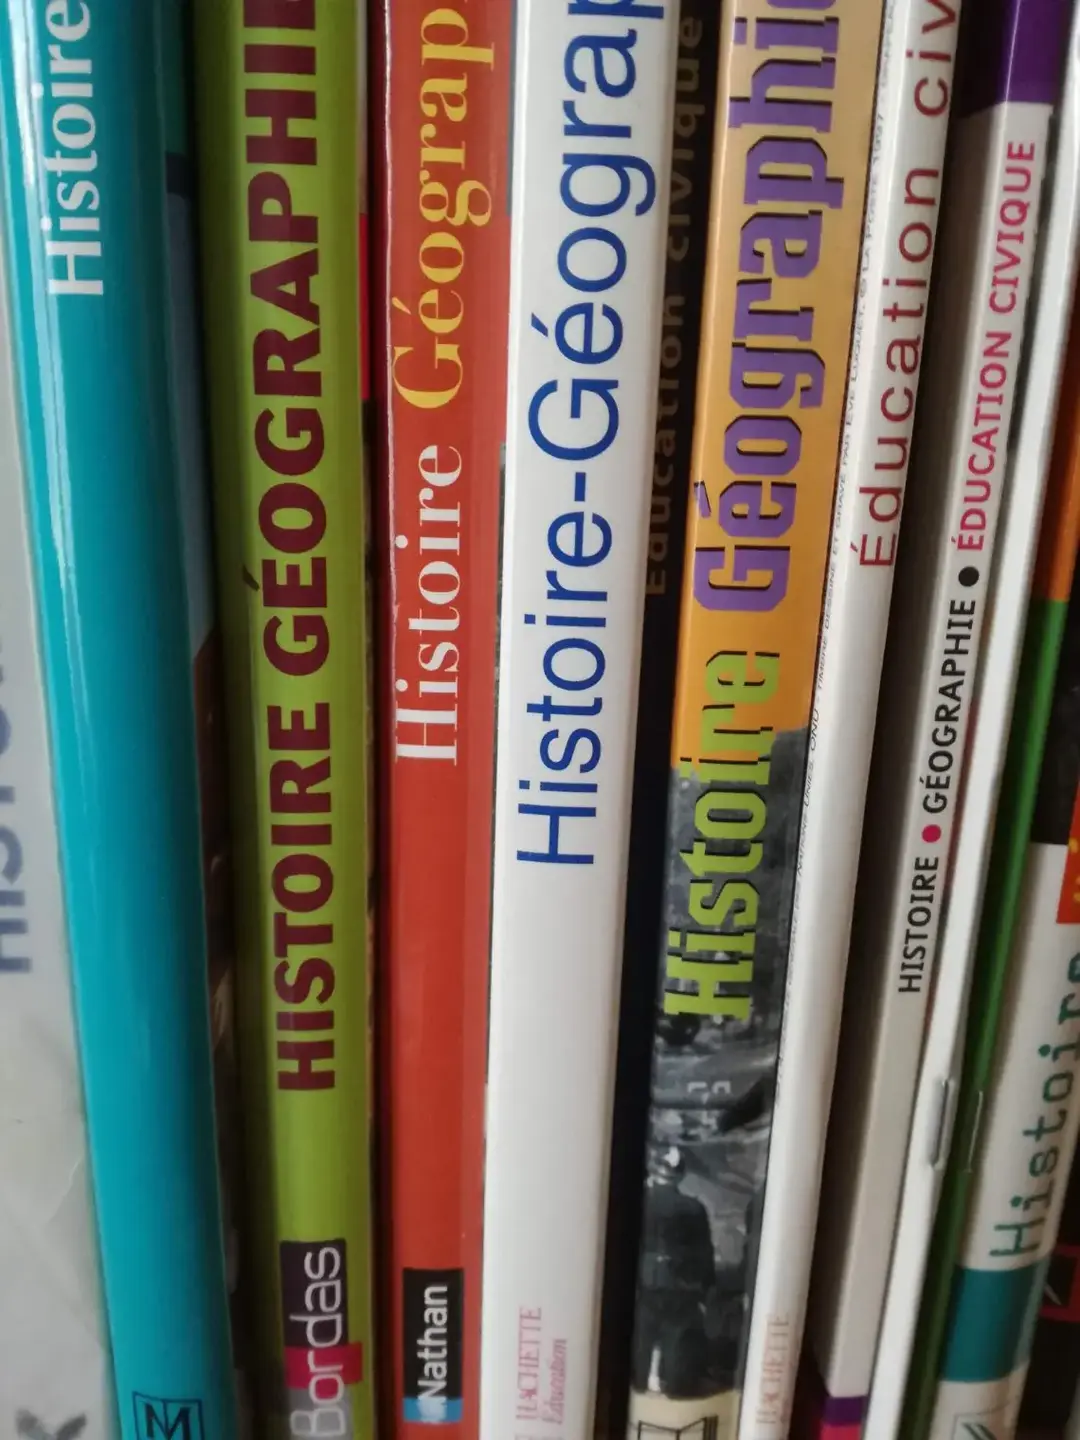 Histoire
HISTOIRE GÉOGRAPHIE
Bordas
Histoire Géograp
Nathan
Histoire-Géograp
HACHETTE
Éducation
Éducation civique
Histoire Géographie
Éducation civ
HACHETTE
HISTOIRE • GÉOGRAPHIE • ÉDUCATION CIVIQUE
Histoire